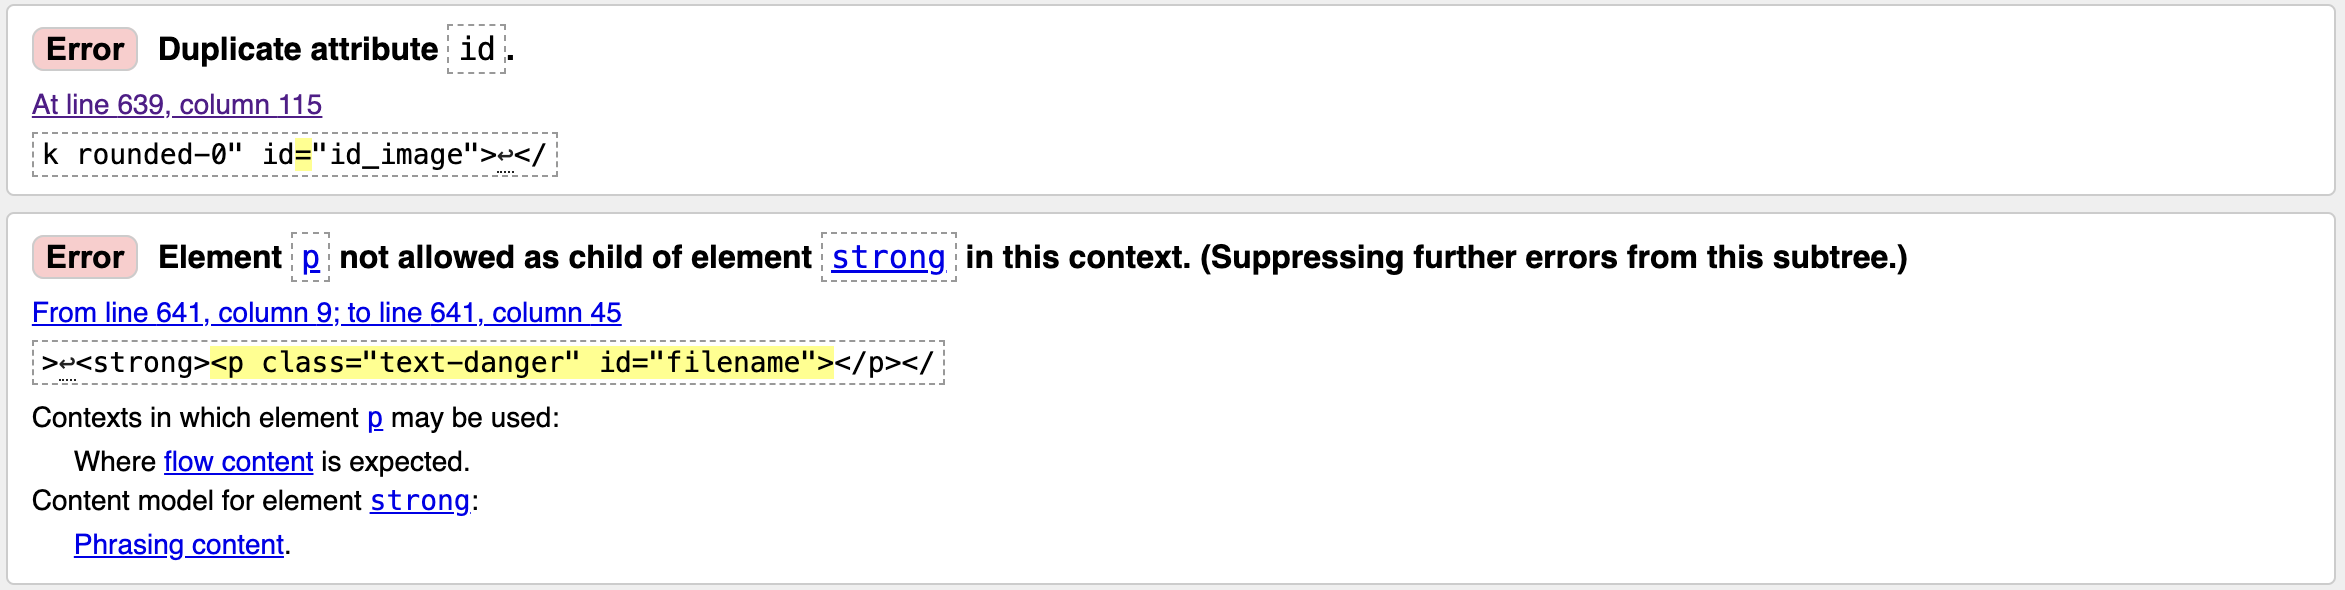 Error Duplicate attribute id.
At line 639, column 115
k rounded-0" id="id_image">↩</
Error Element p not allowed as child of element strong in this context. (Suppressing further errors from this subtree.)
From line 641, column 9; to line 641, column 45
>↩<strong><p class="text-danger" id="filename"></p></
Contexts in which element p may be used:
Where flow content is expected.
Content model for element strong:
Phrasing content.